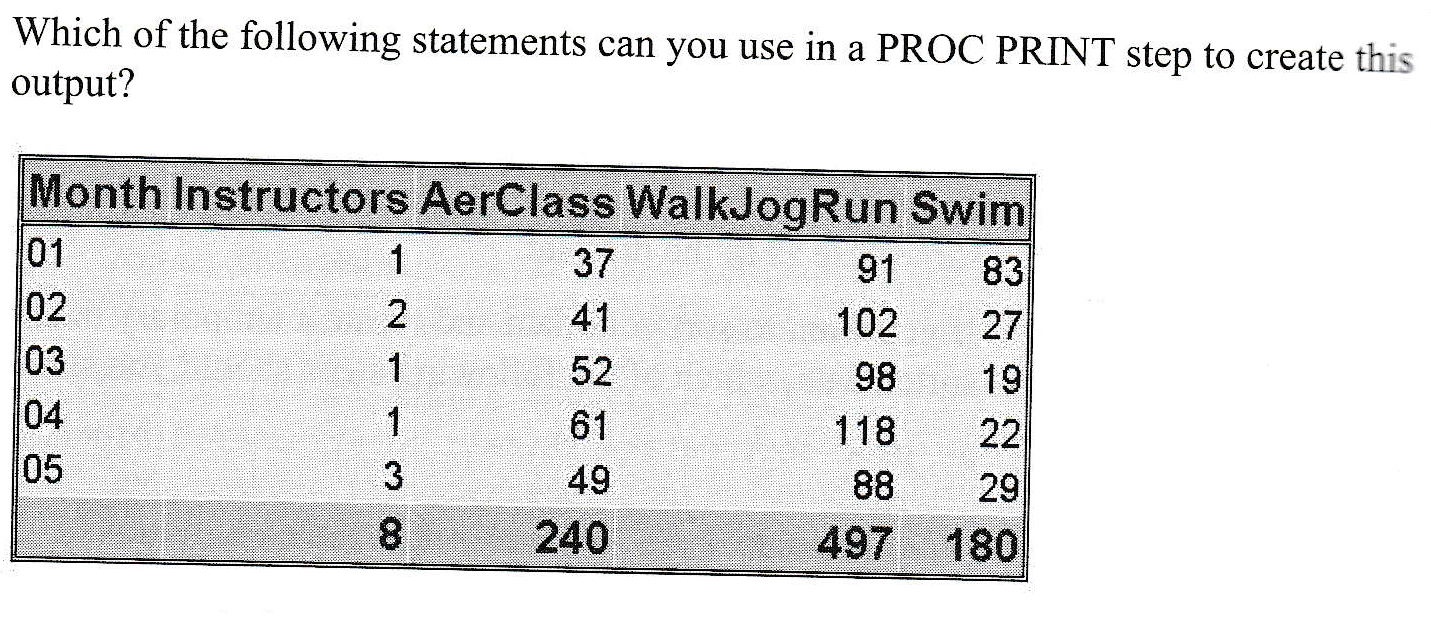 Which of the following statements can you use in a PROC PRINT step to create this
output?
Month Instructors AerClass WalkJogRun Swim
01 1 37 91 83
02 2 41 102 27
03 1 52 98 19
04 1 61 118 22
05 3 49 88 29
8 240 497 180